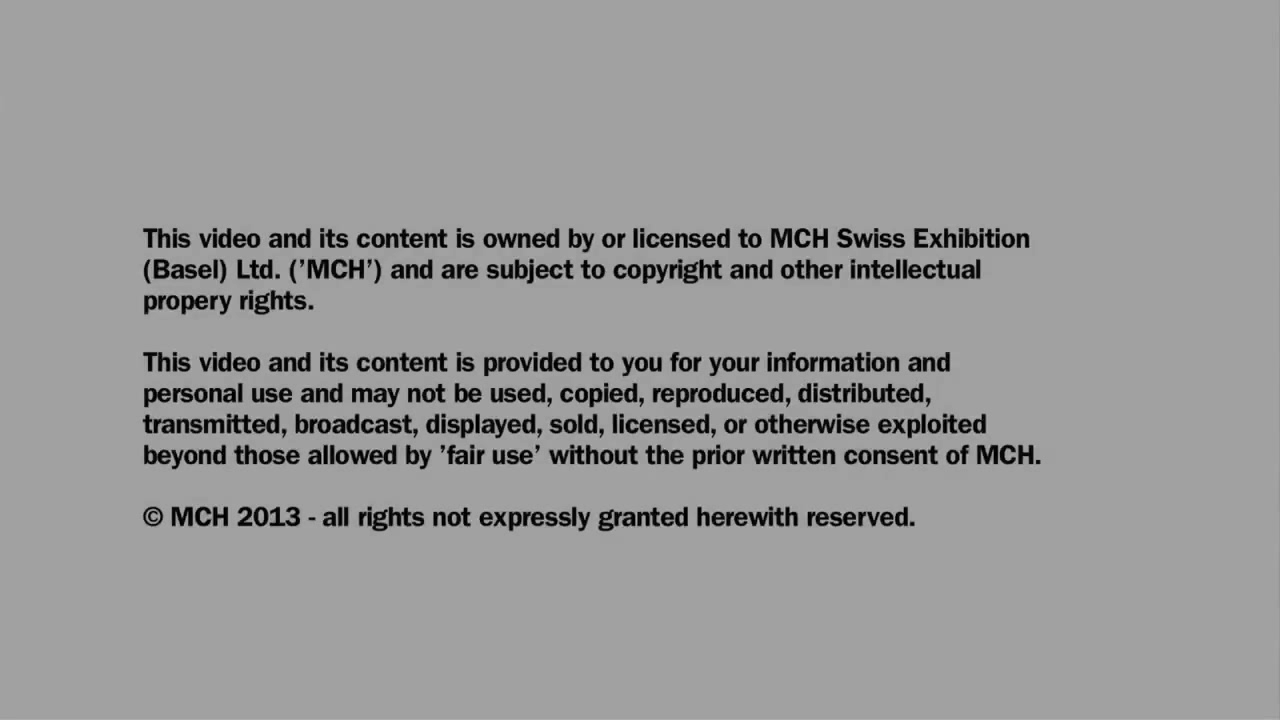 This video and its content is owned by or licensed to MCH Swiss Exhibition
(Basel) Ltd. (’MCH’) and are subject to copyright and other intellectual
propery rights.
This video and its content is provided to you for your information and
personal use and may not be used, copied, reproduced, distributed,
transmitted, broadcast, displayed, sold, licensed, or otherwise exploited
beyond those allowed by ’fair use’ without the prior written consent of MCH.
© MCH 2013 - all rights not expressly granted herewith reserved.